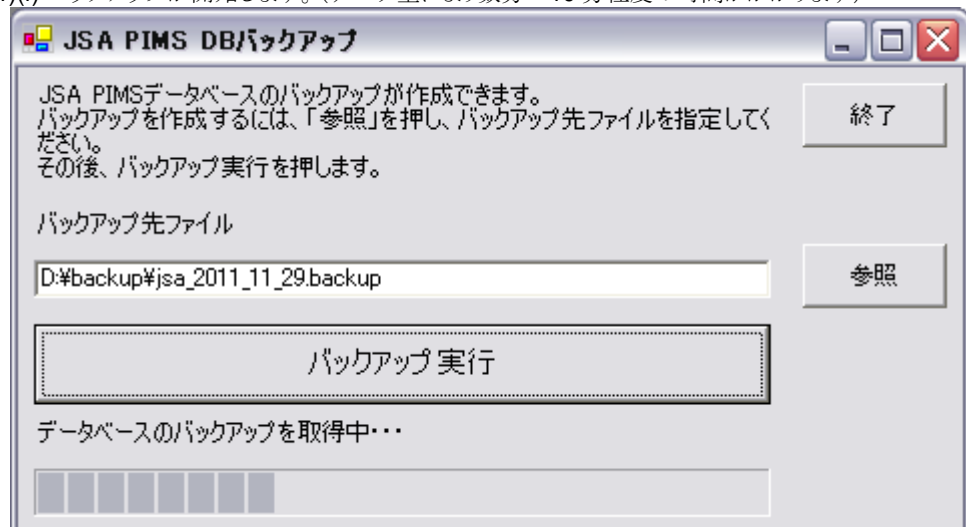 JSA PIMS DBバックアップ
JSA PIMSデータベースのバックアップが作成できます。
バックアップを作成するには、「参照」を押し、バックアップ先ファイルを指定してく
ださい。
その後、バックアップ実行を押します。
終了
バックアップ先ファイル
D:¥backup¥jsa_2011_11_29.backup
参照
バックアップ実行
データベースのバックアップを取得中・・・